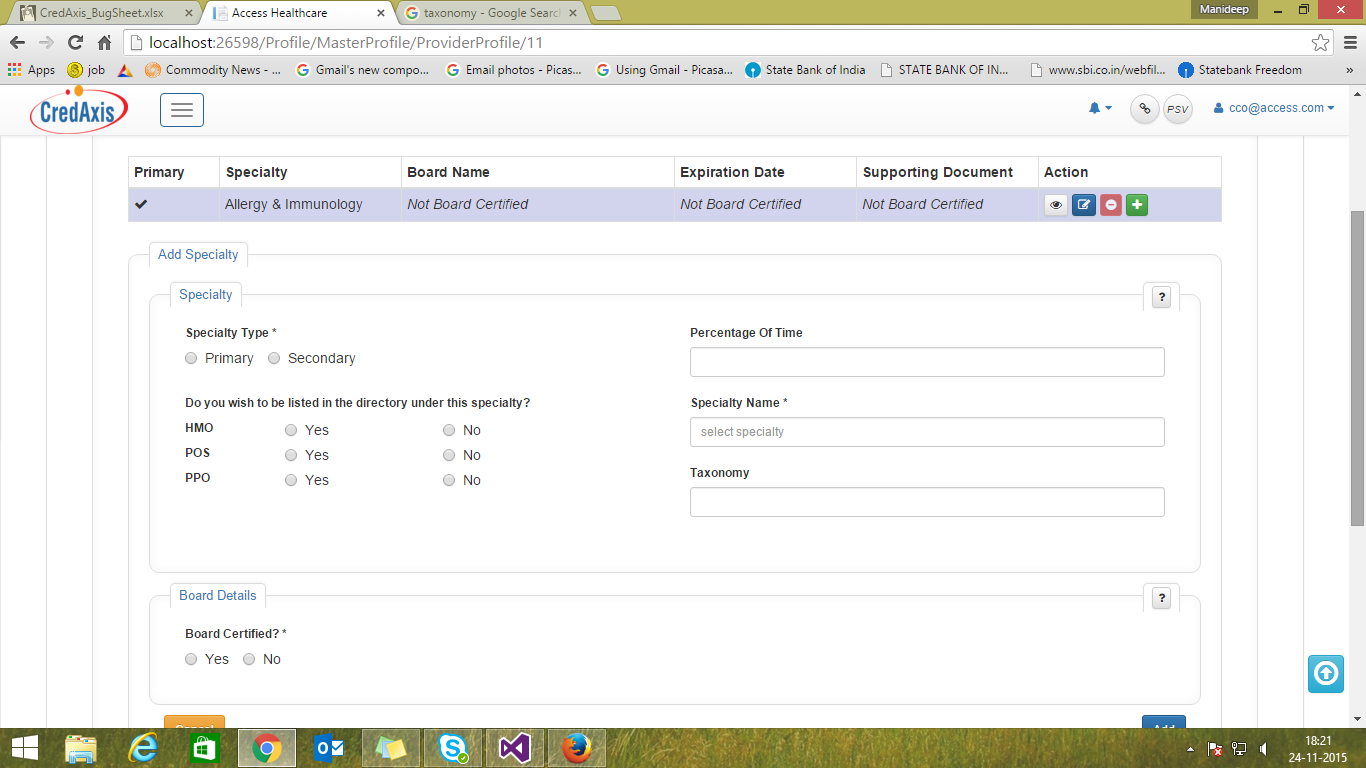 Manideep
CredAxis_BugSheet.xlsx
Access Healthcare
taxonomy - Google Searc
localhost:26598/Profile/MasterProfile/ProviderProfile/11
Apps job Commodity News - ... Gmail's new compo... Email photos - Picas... Using Gmail - Picasa... State Bank of India STATE BANK OF IN... www.sbi.co.in/webfil... Statebank Freedom »
CredAxis PSV cco@access.com
Primary Specialty Board Name Expiration Date Supporting Document Action
Allergy & Immunology Not Board Certified Not Board Certified Not Board Certified
Add Specialty
Specialty ?
Specialty Type *
Primary Secondary
Percentage Of Time
Do you wish to be listed in the directory under this specialty?
HMO Yes No
POS Yes No
PPO Yes No
Specialty Name *
select specialty
Taxonomy
Board Details ?
Board Certified? *
Yes No
Cancel Add
18:21
24-11-2015